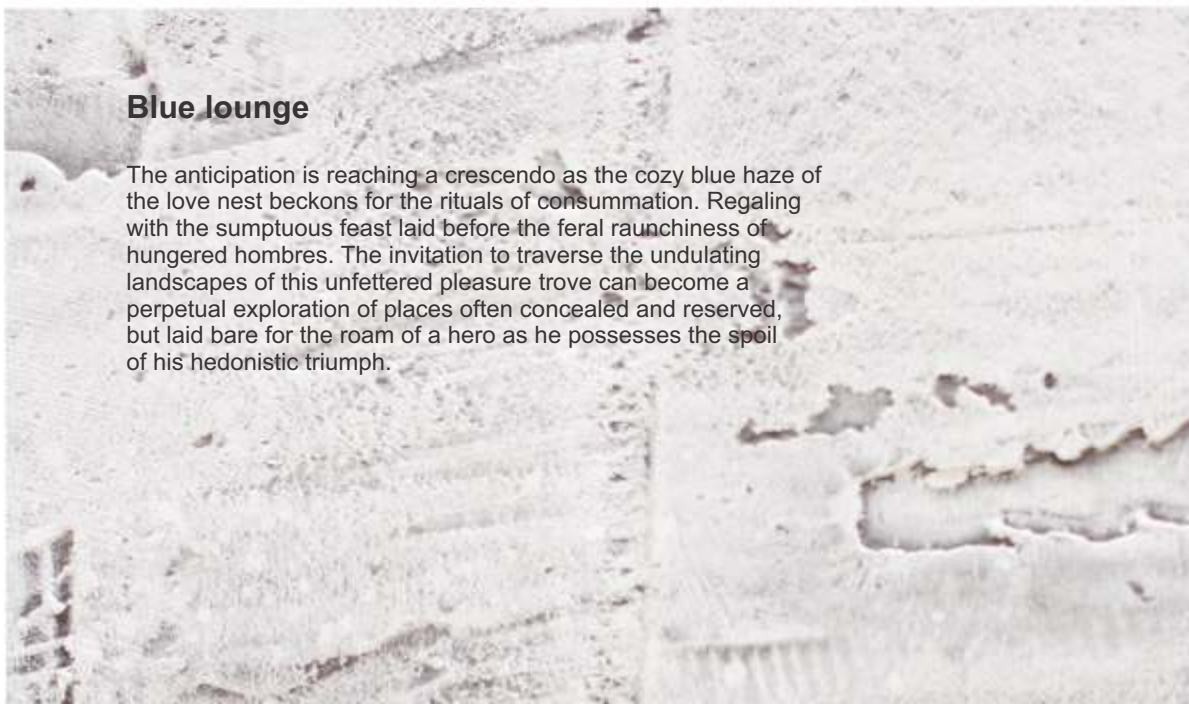 Blue lounge
The anticipation is reaching a crescendo as the cozy blue haze of
the love nest beckons for the rituals of consummation. Regaling
with the sumptuous feast laid before the feral raunchiness of
hungered hombres. The invitation to traverse the undulating
landscapes of this unfettered pleasure trove can become a
perpetual exploration of places often concealed and reserved,
but laid bare for the roam of a hero as he possesses the spoil
of his hedonistic triumph.